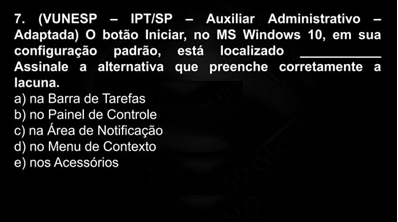 7. (VUNESP – IPT/SP – Auxiliar Administrativo –
Adaptada) O botão Iniciar, no MS Windows 10, em sua
configuração padrão, está localizado ____________
Assinale a alternativa que preenche corretamente a
lacuna.
a) na Barra de Tarefas
b) no Painel de Controle
c) na Área de Notificação
d) no Menu de Contexto
e) nos Acessórios